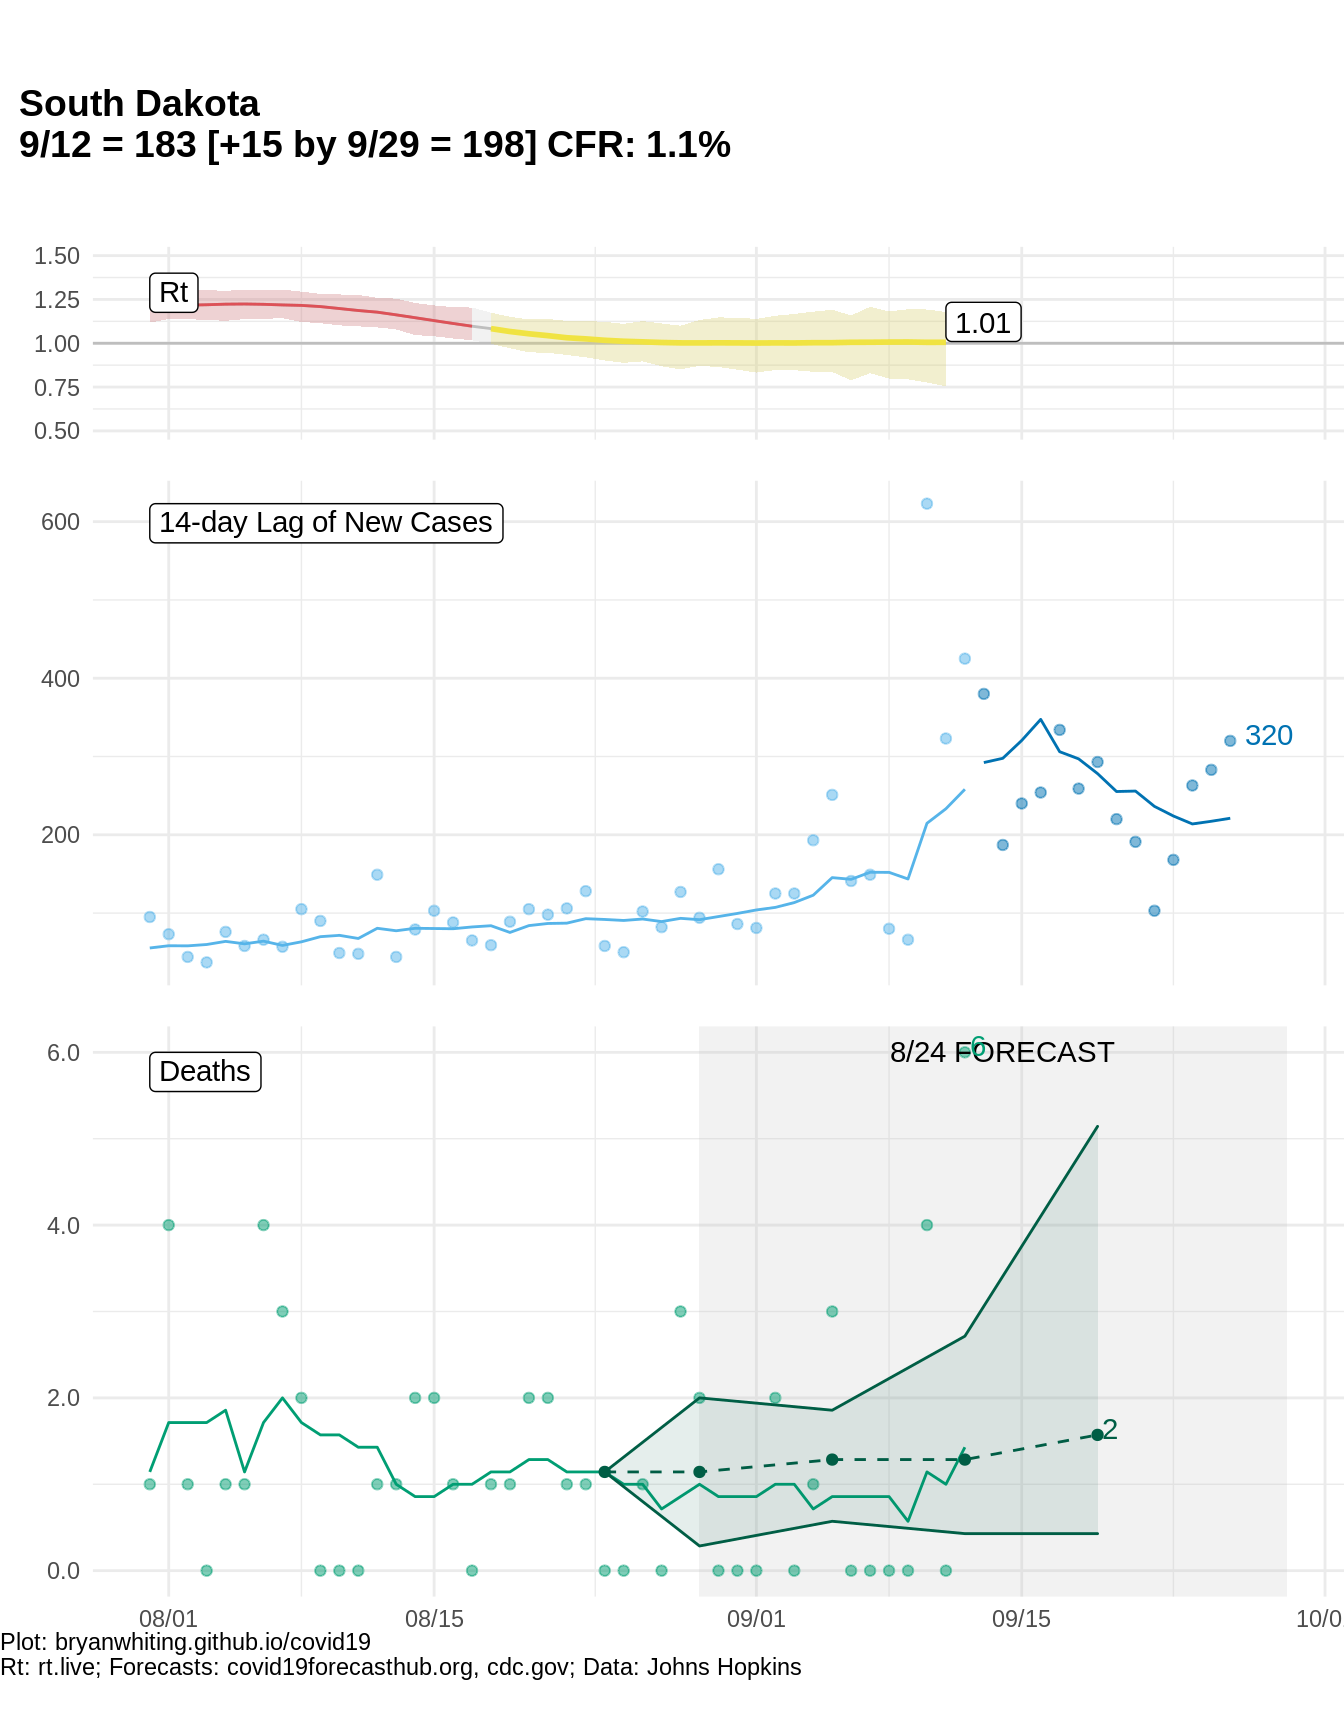 South Dakota
9/12 = 183 [+15 by 9/29 = 198] CFR: 1.1%
1.50
1.25
1.00
0.75
0.50
Rt
1.01
600
400
200
14-day Lag of New Cases
320
6.0
4.0
2.0
0.0
Deaths
8/24 FORECAST
6
2
08/01 08/15 09/01 09/15 10/0
Plot: bryanwhiting.github.io/covid19
Rt: rt.live; Forecasts: covid19forecasthub.org, cdc.gov; Data: Johns Hopkins